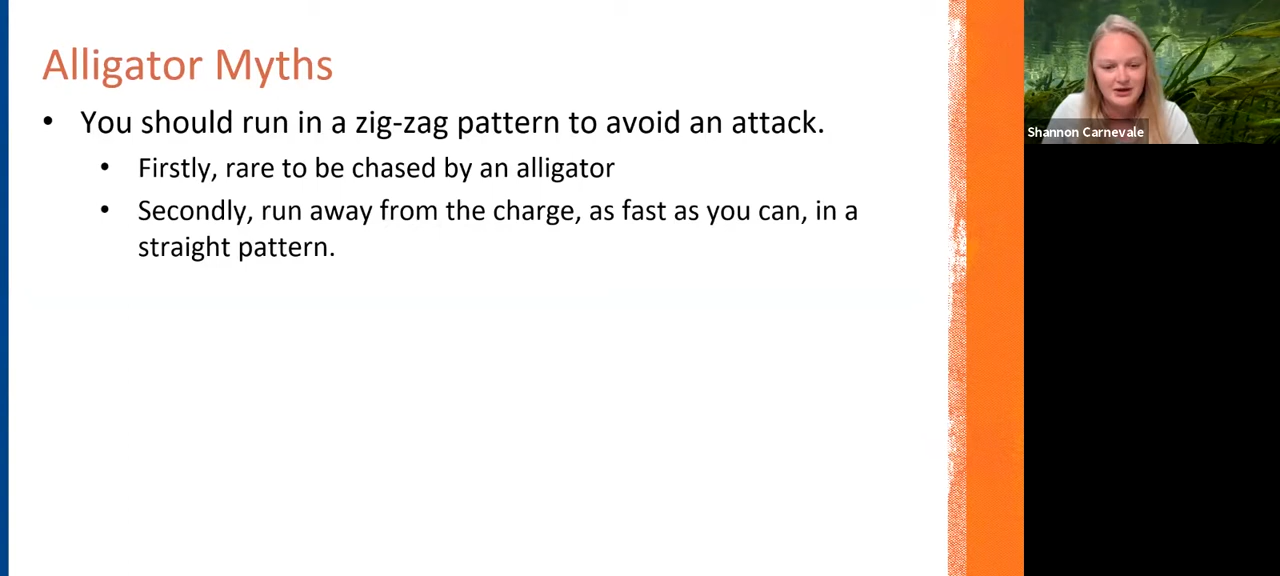 Alligator Myths
• You should run in a zig-zag pattern to avoid an attack.
• Firstly, rare to be chased by an alligator
• Secondly, run away from the charge, as fast as you can, in a
straight pattern.
Shannon Carnevale